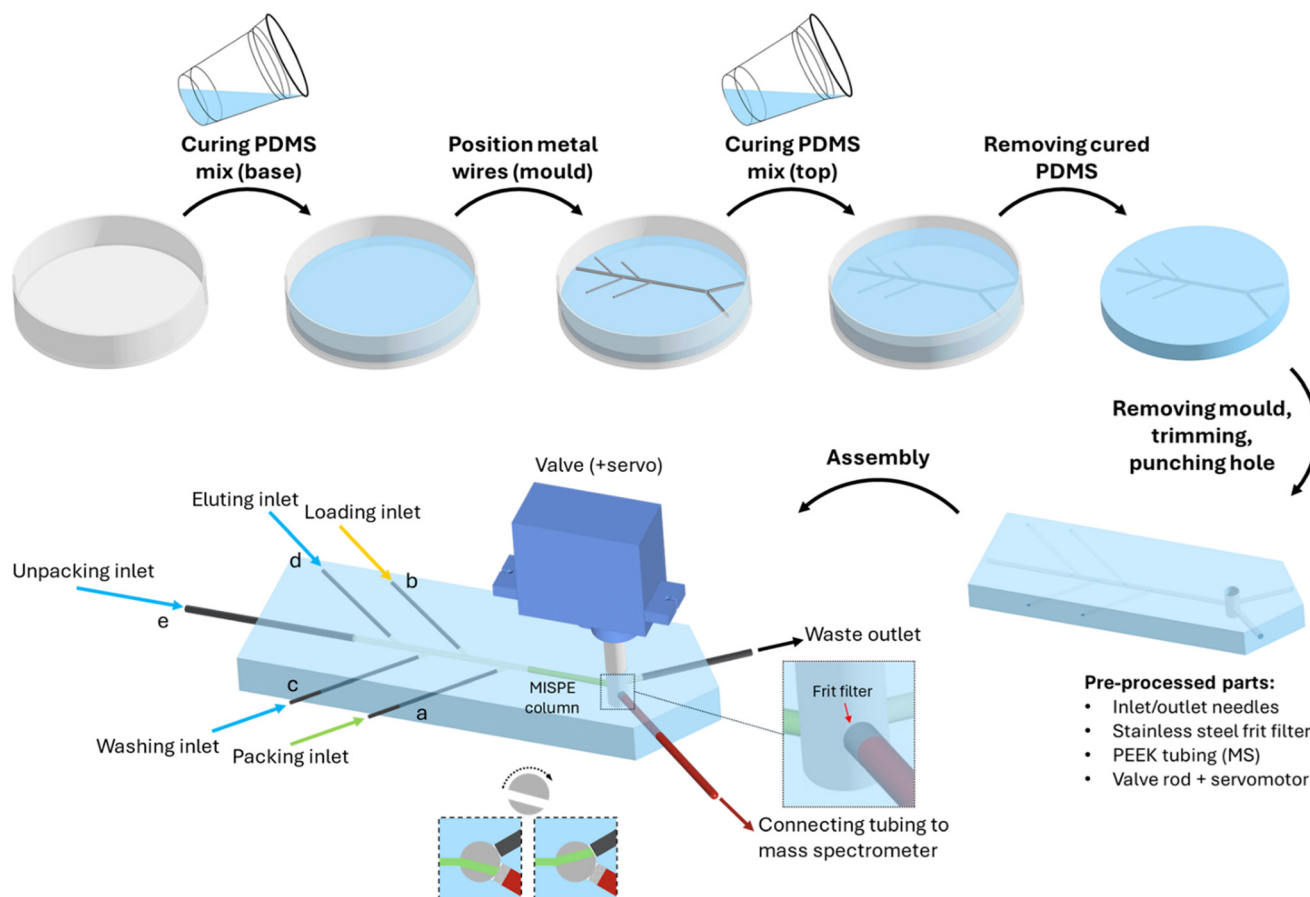 Curing PDMS
mix (base)
Position metal
wires (mould)
Curing PDMS
mix (top)
Removing cured
PDMS
Removing mould,
trimming,
punching hole
Assembly
Valve (+servo)
Eluting inlet
Loading inlet
d
b
Unpacking inlet
e
Waste outlet
MISPE
column
Frit filter
c
a
Washing inlet
Packing inlet
Connecting tubing to
mass spectrometer
Pre-processed parts:
• Inlet/outlet needles
• Stainless steel frit filter
• PEEK tubing (MS)
• Valve rod + servomotor